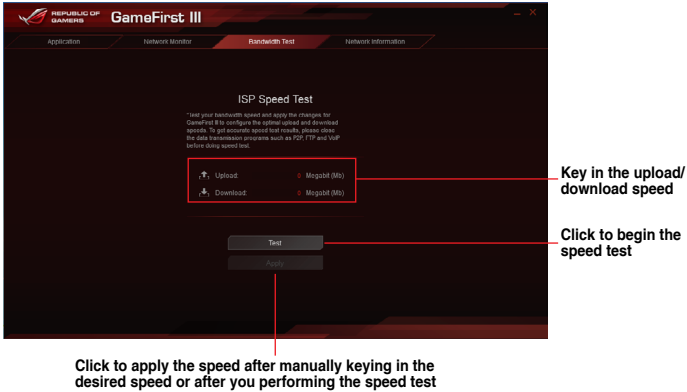 REPUBLIC OF
GAMERS
GameFirst III
Application
Network Monitor
Bandwidth Test
Network Information
ISP Speed Test
*Test your bandwidth speed and apply the changes for
GameFirst III to configure the optimal upload and download
speeds. To get accurate speed test results, please close
the data transmission programs such as P2P, FTP and VoIP
before doing speed test.
Upload: 0 Megabit (Mb)
Download: 0 Megabit (Mb)
Test
Apply
Key in the upload/
download speed
Click to begin the
speed test
Click to apply the speed after manually keying in the
desired speed or after you performing the speed test